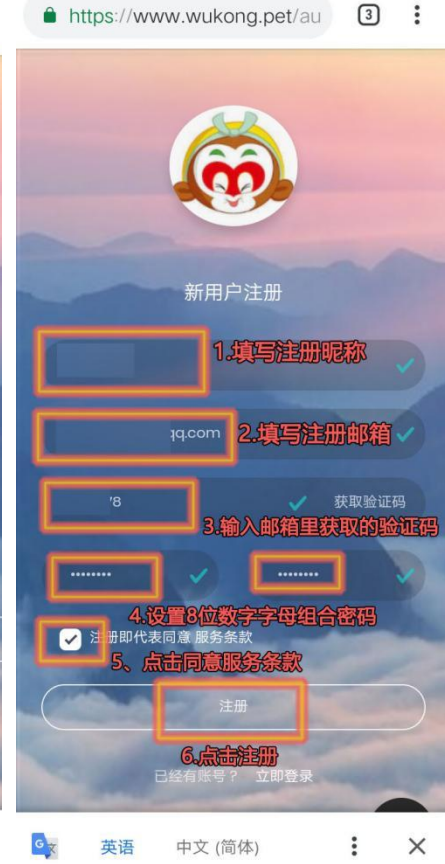 https://www.wukong.pet/au
3
新用户注册
1.填写注册昵称
qq.com
2.填写注册邮箱
'8
获取验证码
3.输入邮箱里获取的验证码
········
········
4.设置8位数字字母组合密码
注册即代表同意 服务条款
5、点击同意服务条款
注册
6.点击注册
已经有账号？ 立即登录
英语
中文 (简体)